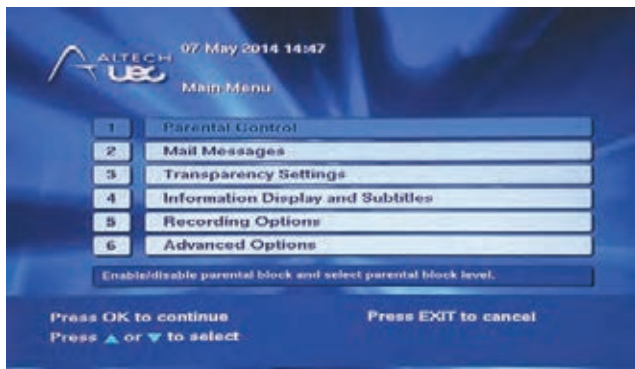 ALTECH
UEC
07 May 2014 14:47
Main Menu
1 Parental Control
2 Mail Messages
3 Transparency Settings
4 Information Display and Subtitles
5 Recording Options
6 Advanced Options
Enable/disable parental block and select parental block level.
Press OK to continue Press EXIT to cancel
Press ▲ or ▼ to select